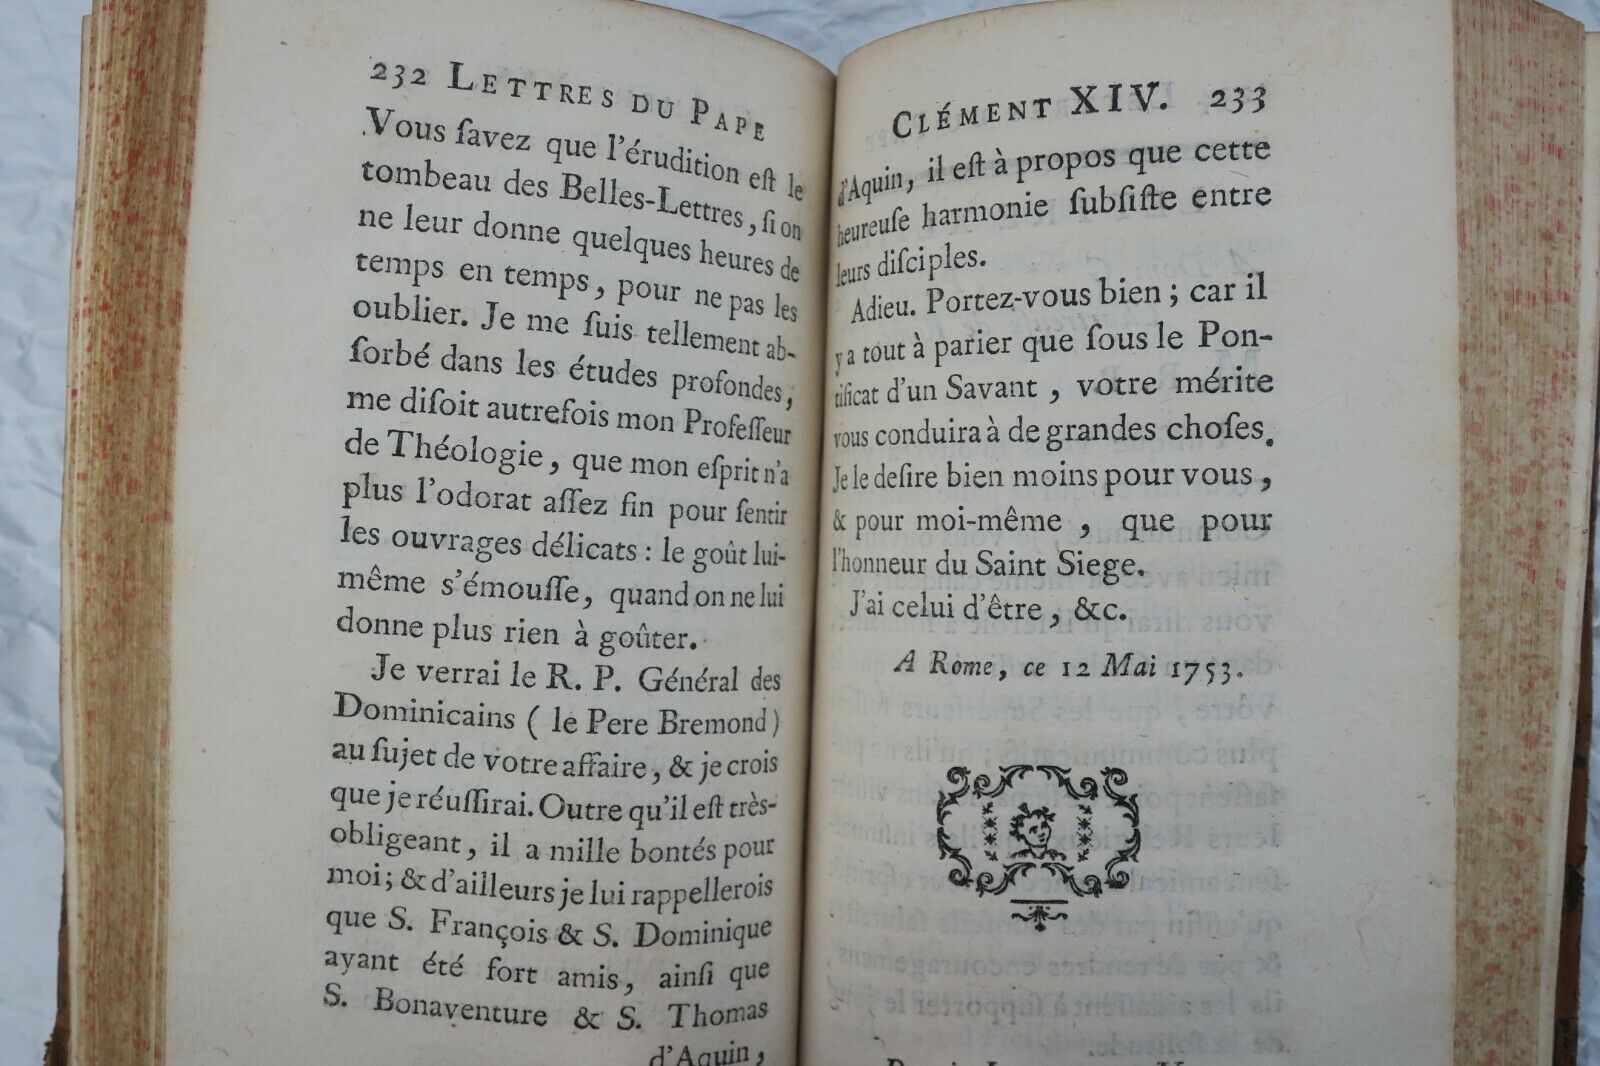 232 LETTRES DU PAPE
Vous ſavez que l'érudition eſt le
tombeau des Belles-Lettres, ſi on
ne leur donne quelques heures de
temps en temps, pour ne pas les
oublier. Je me ſuis tellement ab-
ſorbé dans les études profondes,
me diſoit autrefois mon Profeſſeur
de Théologie, que mon eſprit n'a
plus l'odorat aſſez fin pour ſentir
les ouvrages délicats : le goût lui-
même s'émouſſe, quand on ne lui
donne plus rien à goûter.
Je verrai le R. P. Général des
Dominicains ( le Pere Bremond )
au ſujet de votre affaire, & je crois
que je réuſſirai. Outre qu'il eſt très-
obligeant, il a mille bontés pour
moi; & d'ailleurs je lui rappellerois
que S. François & S. Dominique
ayant été fort amis, ainſi que
S. Bonaventure & S. Thomas
d'Aquin,
CLÉMENT XIV. 233
d'Aquin, il eſt à propos que cette
heureuſe harmonie ſubſiſte entre
leurs diſciples.
Adieu. Portez-vous bien ; car il
y a tout à parier que ſous le Pon-
tificat d'un Savant, votre mérite
vous conduira à de grandes choſes.
Je le deſire bien moins pour vous,
& pour moi-même, que pour
l'honneur du Saint Siege.
J'ai celui d'être, &c.
A Rome, ce 12 Mai 1753.